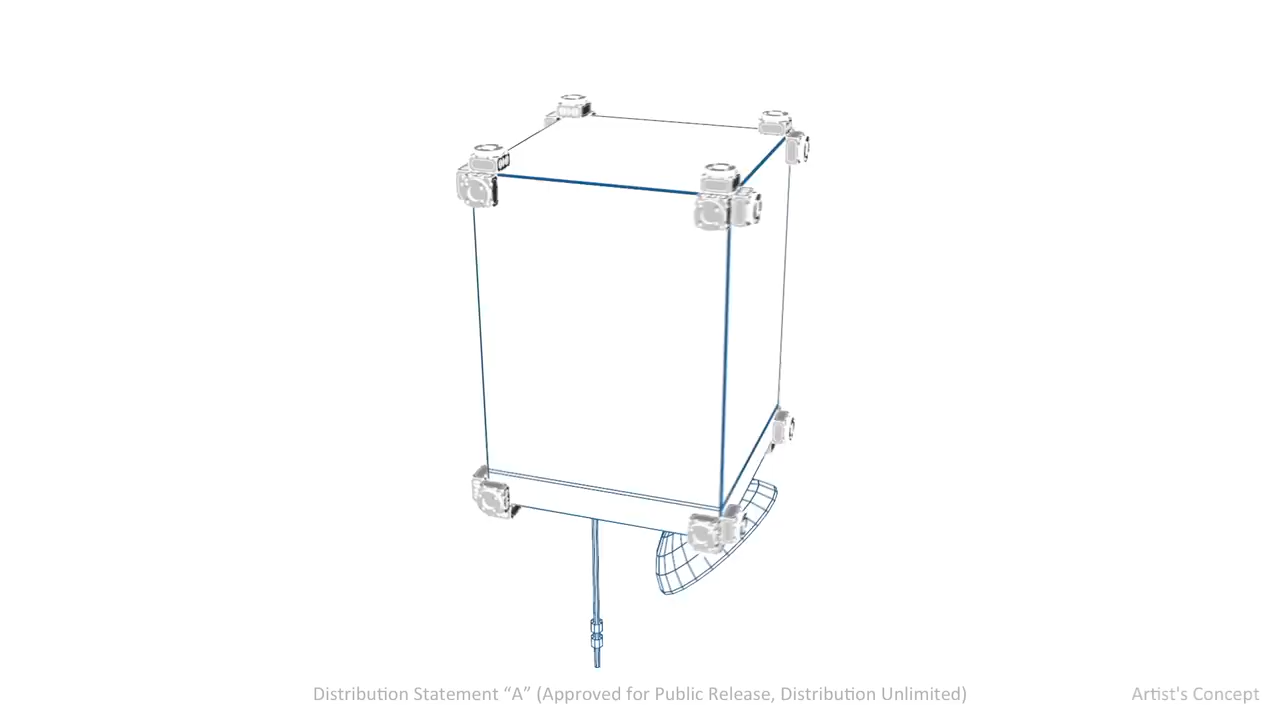 Distribution Statement “A” (Approved for Public Release, Distribution Unlimited)
Artist's Concept